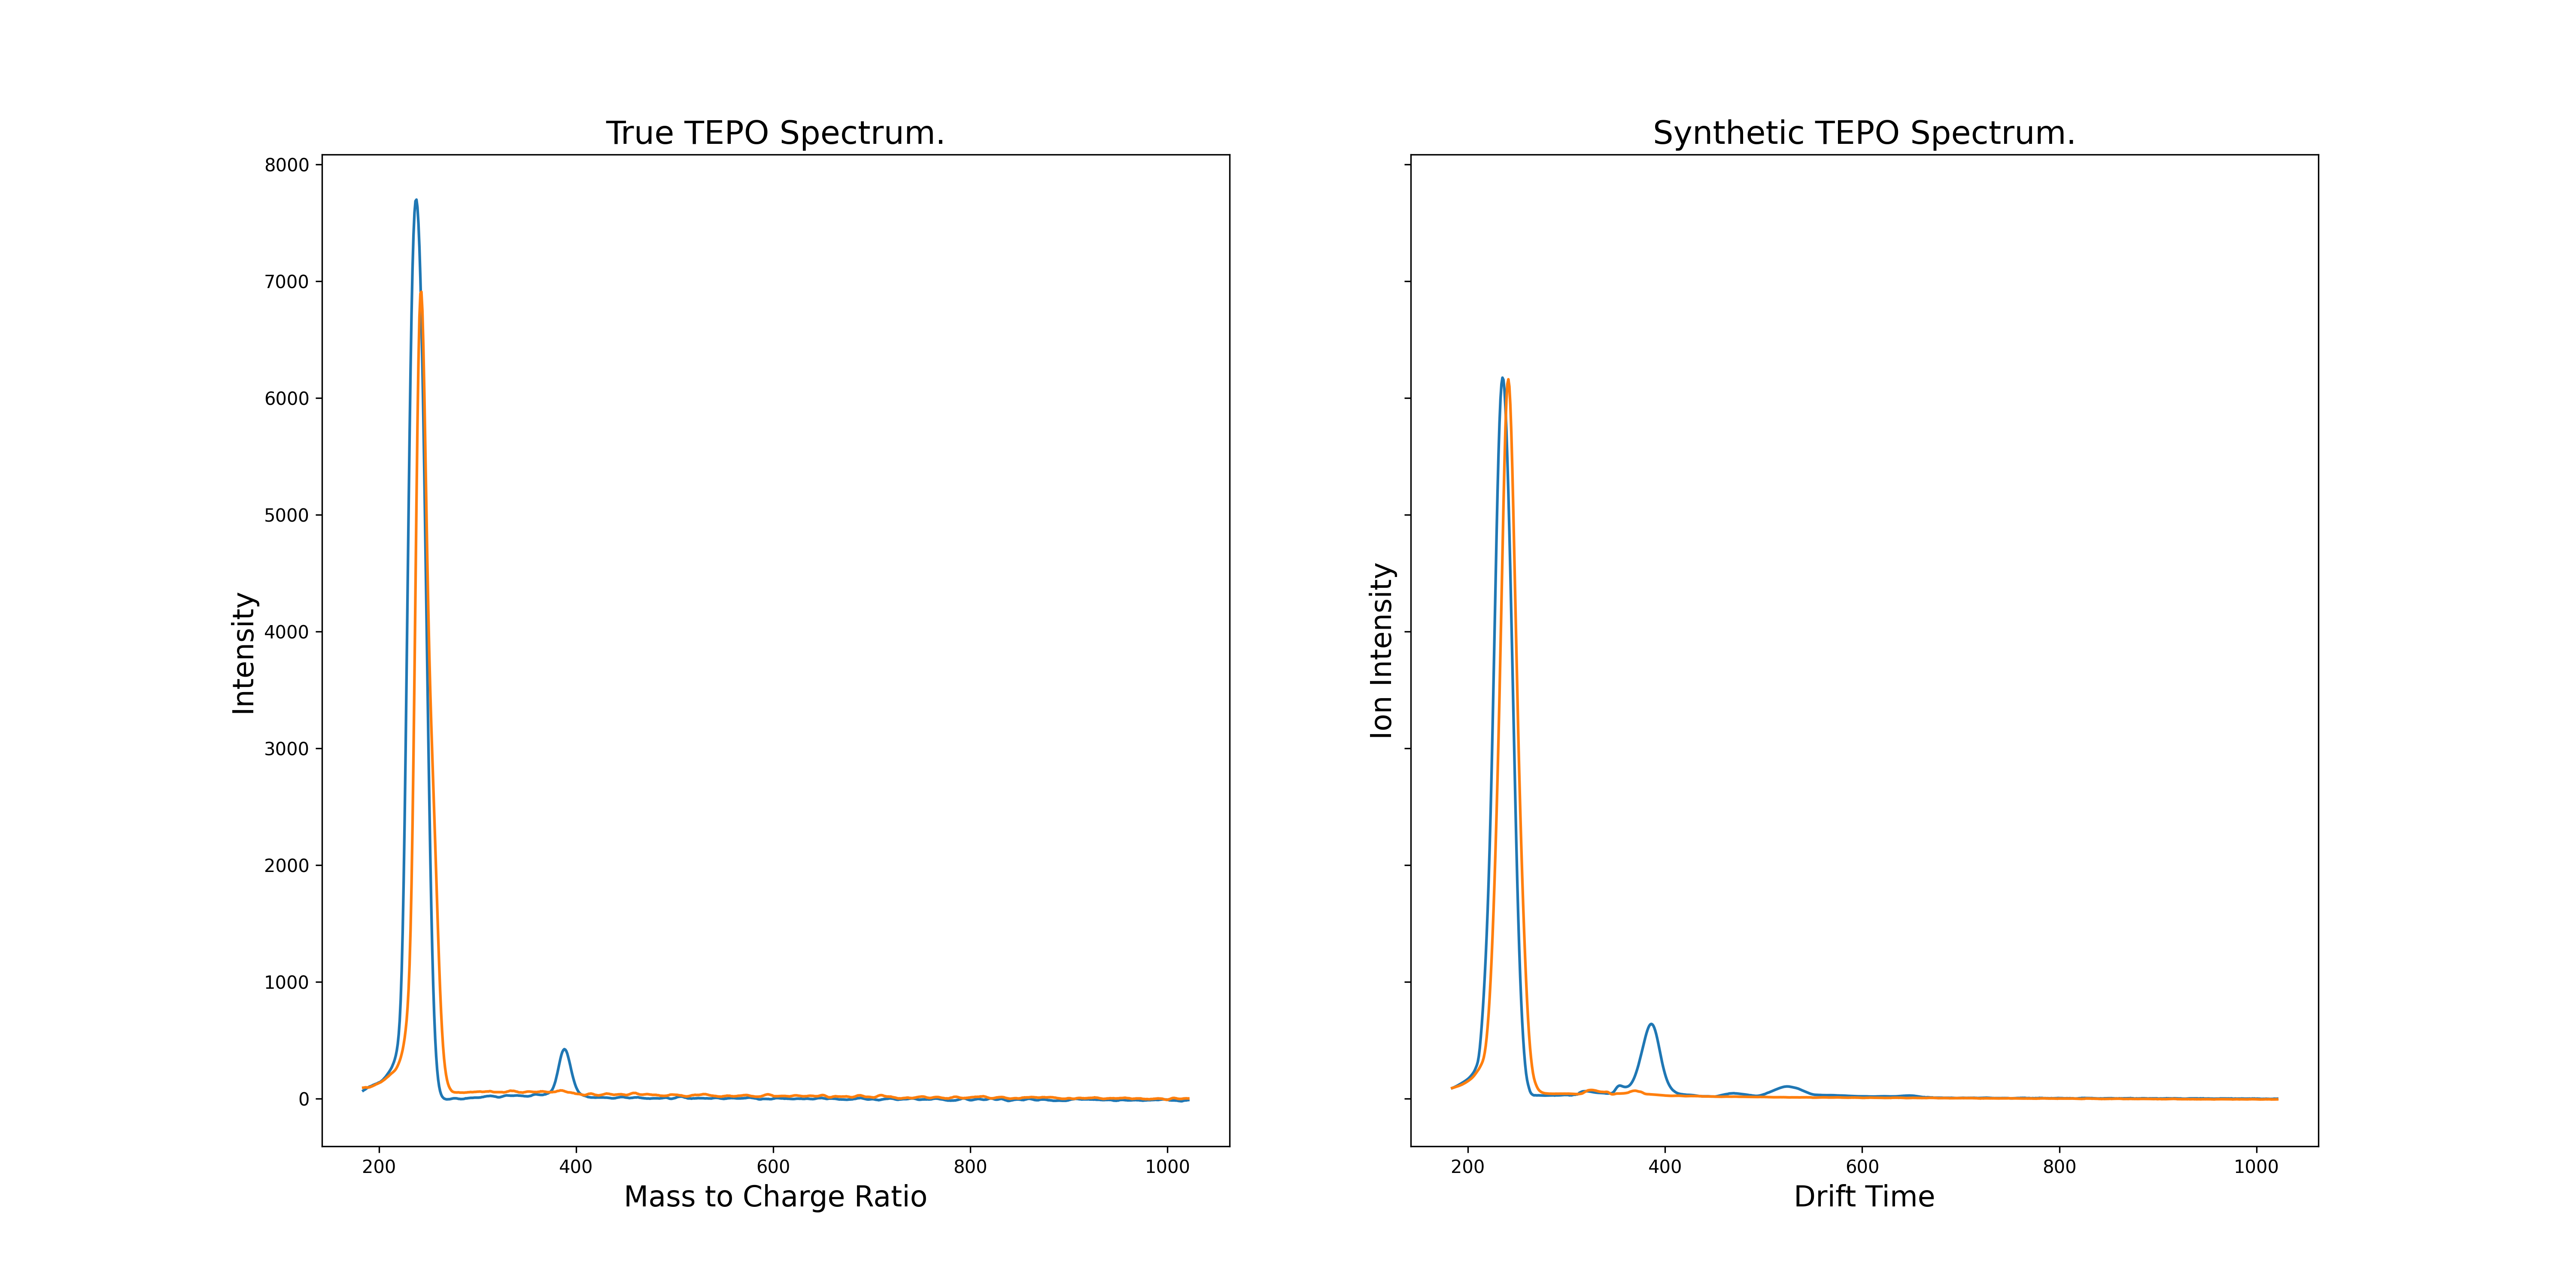 True TEPO Spectrum.
8000
7000
6000
5000
4000
3000
2000
1000
0
Intensity
200 400 600 800 1000
Mass to Charge Ratio
Synthetic TEPO Spectrum.
Ion Intensity
200 400 600 800 1000
Drift Time